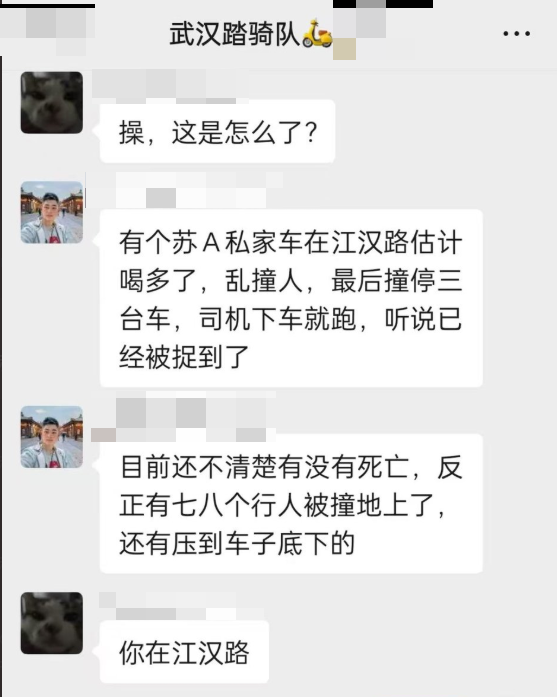 武汉踏骑队🛵
操，这是怎么了？
有个苏A私家车在江汉路估计
喝多了，乱撞人，最后撞停三
台车，司机下车就跑，听说已
经被捉到了
目前还不清楚有没有死亡，反
正有七八个行人被撞地上了，
还有压到车子底下的
你在江汉路